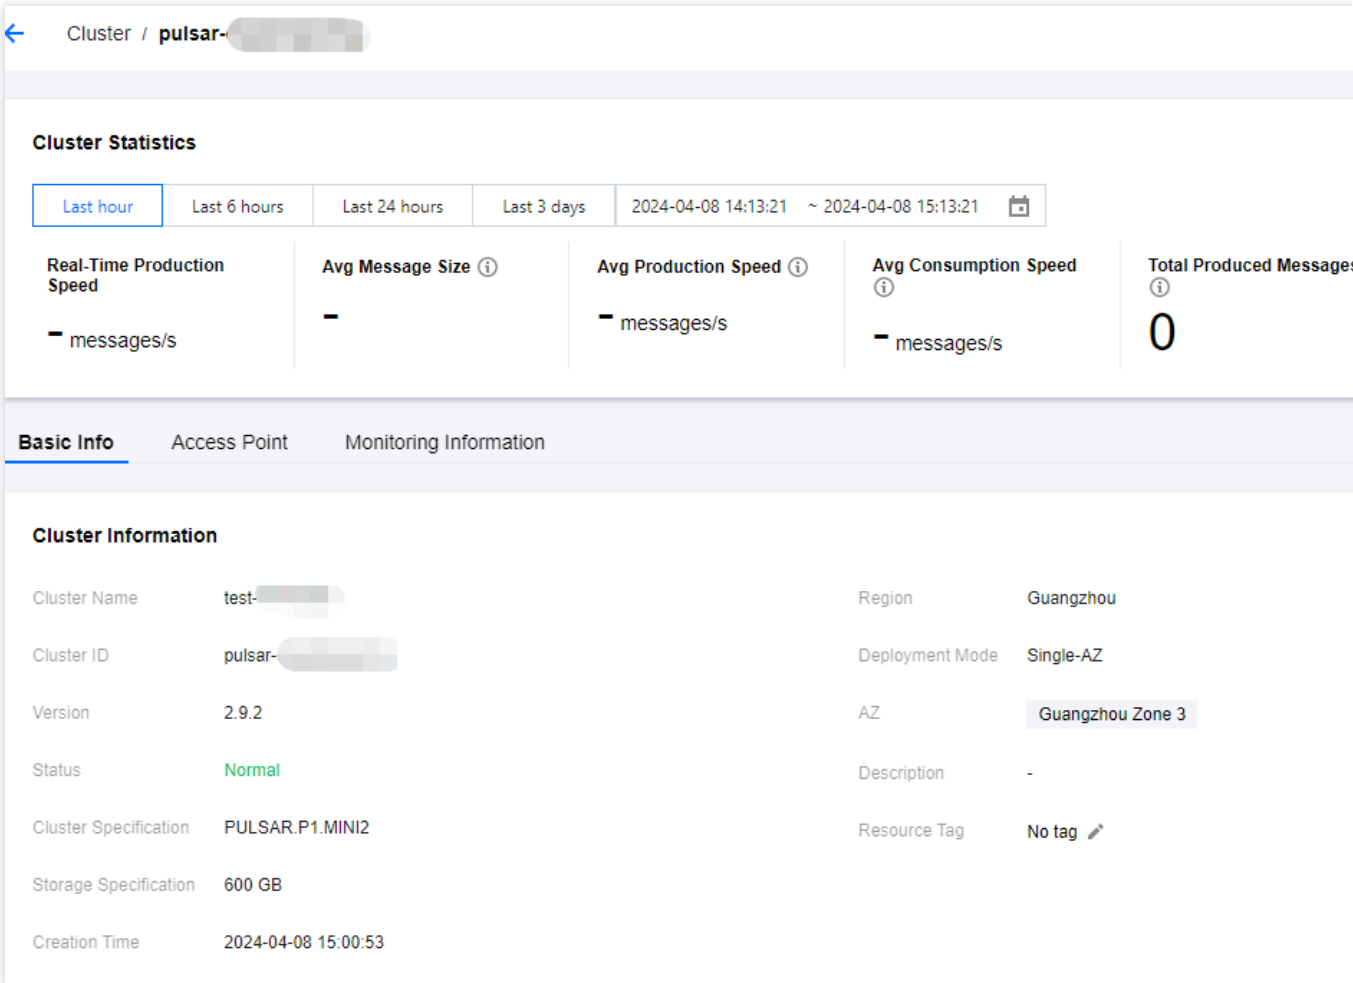 Cluster / pulsar-
Cluster Statistics
Last hour Last 6 hours Last 24 hours Last 3 days 2024-04-08 14:13:21 ~ 2024-04-08 15:13:21
Real-Time Production
Speed
- messages/s
Avg Message Size
-
Avg Production Speed
- messages/s
Avg Consumption Speed
- messages/s
Total Produced Messages
0
Basic Info Access Point Monitoring Information
Cluster Information
Cluster Name test-
Cluster ID pulsar-
Version 2.9.2
Status Normal
Cluster Specification PULSAR.P1.MINI2
Storage Specification 600 GB
Creation Time 2024-04-08 15:00:53
Region Guangzhou
Deployment Mode Single-AZ
AZ Guangzhou Zone 3
Description -
Resource Tag No tag